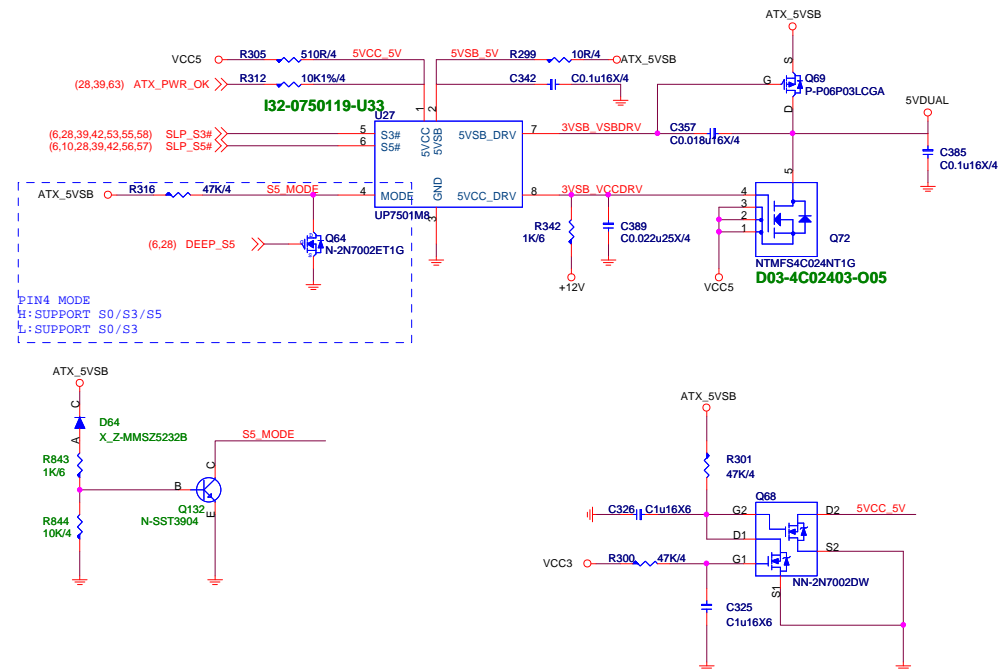 ATX_5VSB
VCC5 R305 510R/4 5VCC_5V 5VSB_5V R299 10R/4 ATX_5VSB
(28,39,63) ATX_PWR_OK R312 10K1%/4 C342 C0.1u16X/4
G S D Q69
P-P06P03LCGA
I32-0750119-U33
U27
5VDUAL
1 2
(6,28,39,42,53,55,58) SLP_S3# 5 S3# 5VCC 5VSB 5VSB_DRV 7 3VSB_VSBDRV C357
C0.018u16X/4
(6,10,28,39,42,56,57) SLP_S5# 6 S5#
C385
C0.1u16X/4
5
ATX_5VSB R316 47K/4 S5_MODE 4 MODE GND 5VCC_DRV 8 3VSB_VCCDRV 4
3
2
1
UP7501M8 3
R342
1K/6
C389
C0.022u25X/4
Q72
(6,28) DEEP_S5 Q64
N-2N7002ET1G
G D S
NTMFS4C024NT1G
D03-4C02403-O05
+12V
VCC5
PIN4 MODE
H:SUPPORT S0/S3/S5
L:SUPPORT S0/S3
ATX_5VSB
C
D64
X_Z-MMSZ5232B
A
S5_MODE
R843
1K/6
C
B
Q132
N-SST3904
E
R844
10K/4
ATX_5VSB
R301
47K/4
Q68
C326 C1u16X6 G2 D2 5VCC_5V
D1
S2
VCC3 R300 47K/4 G1
NN-2N7002DW
S1
C325
C1u16X6